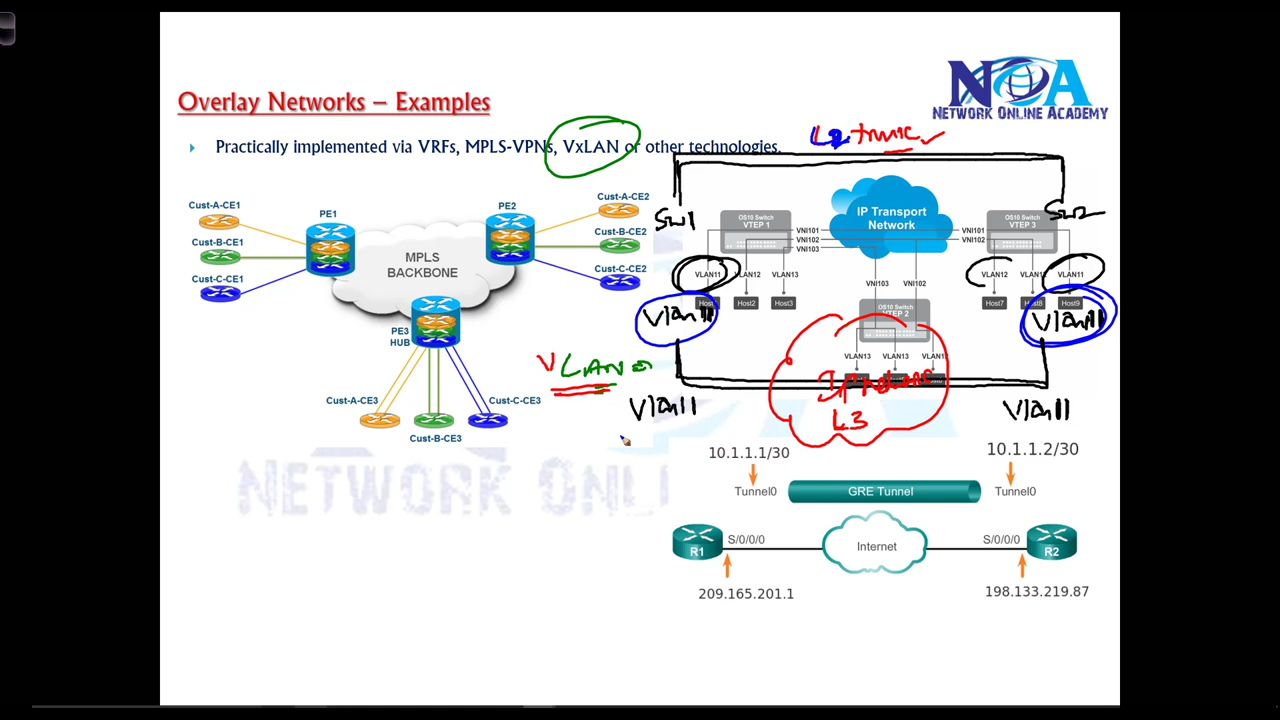 NOA
NETWORK ONLINE ACADEMY
Overlay Networks – Examples
Practically implemented via VRFs, MPLS-VPNs, VxLAN or other technologies.
L2 trunk
Cust-A-CE1
Cust-B-CE1
Cust-C-CE1
PE1
MPLS
BACKBONE
PE2
Cust-A-CE2
Cust-B-CE2
Cust-C-CE2
PE3
HUB
Cust-A-CE3
Cust-B-CE3
Cust-C-CE3
SW1
OS10 Switch
VTEP 1
IP Transport
Network
OS10 Switch
VTEP 3
SW2
VNI101
VNI102
VNI103
VNI101
VNI102
VNI103
VNI102
VLAN11
VLAN12
VLAN13
VLAN12
VLAN11
Host2
Host3
Host7
Host8
Host9
Vlan11
Vlan11
OS10 Switch
VTEP 2
VLAN13
VLAN13
VLAN
L3
Vlan11
Vlan11
10.1.1.1/30
10.1.1.2/30
Tunnel0
GRE Tunnel
Tunnel0
R1
S/0/0/0
Internet
S/0/0/0
R2
209.165.201.1
198.133.219.87
NETWORK ONL